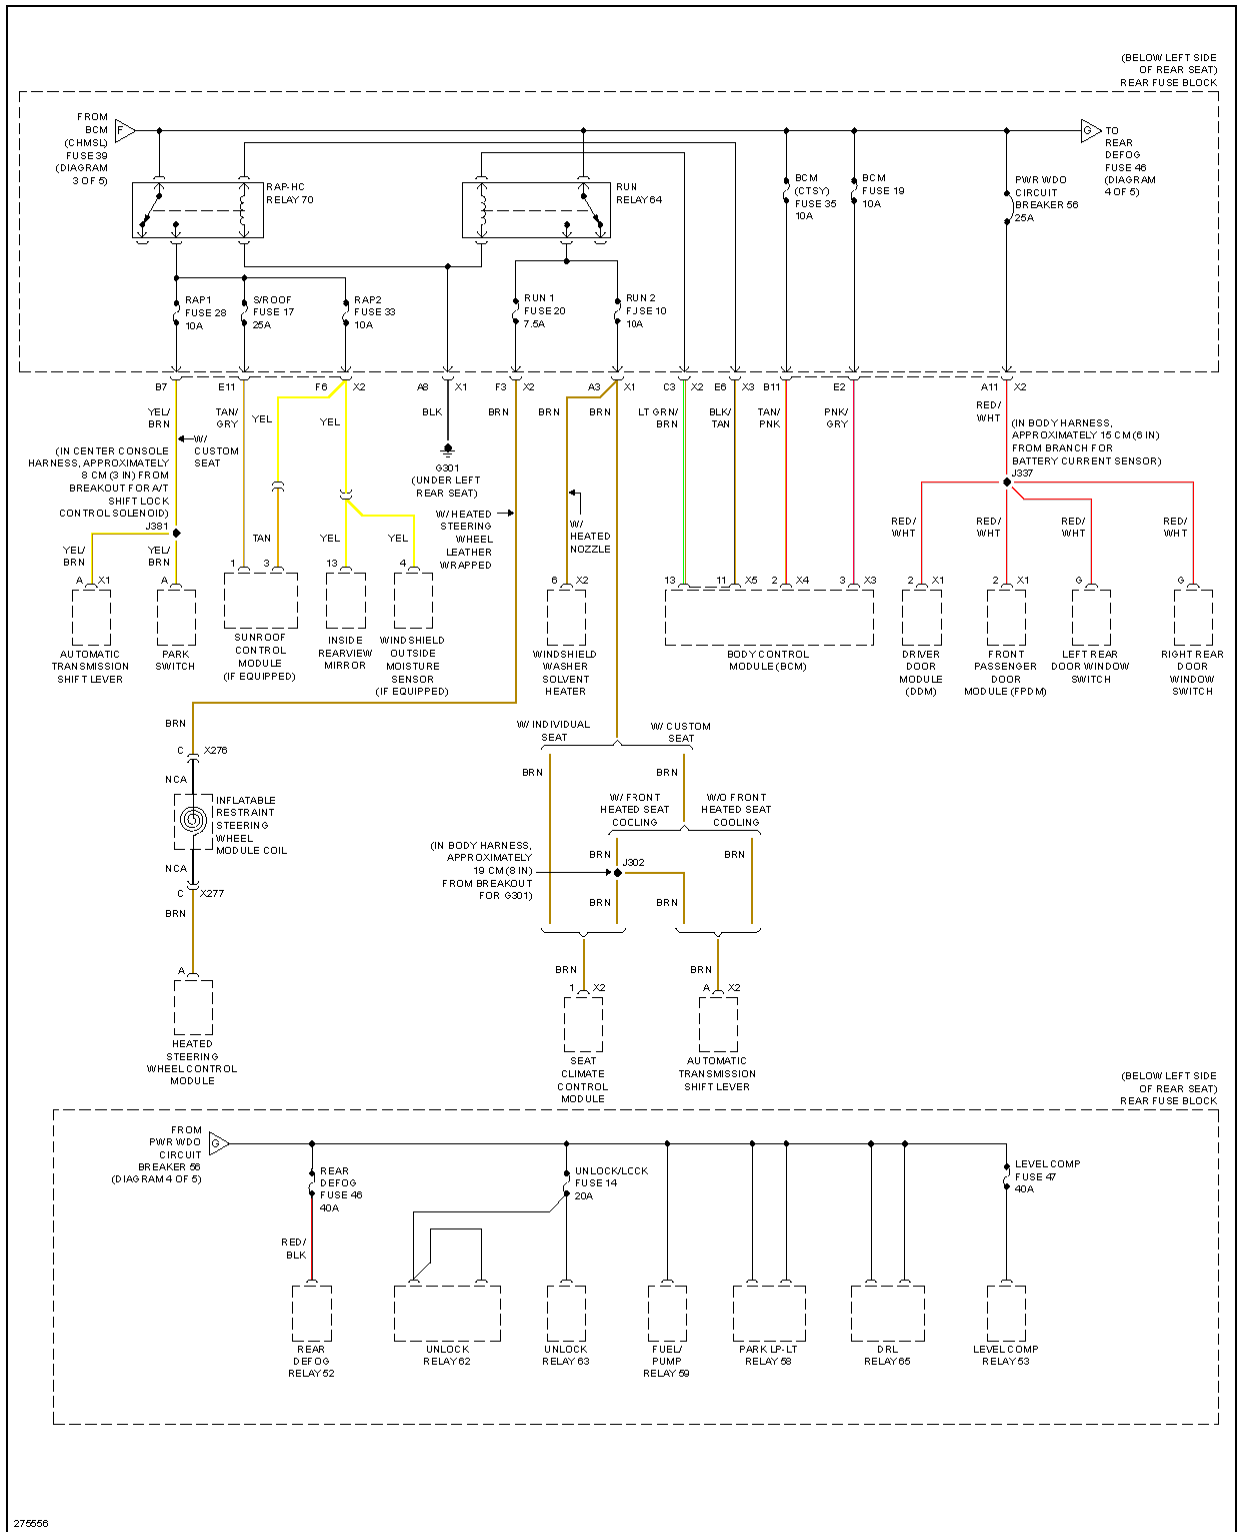 (BELOW LEFT SIDE
OF REAR SEAT)
REAR FUSE BLOCK
FROM
BCM
(CHMSL)
FUSE 39
(DIAGRAM
3 OF 5)
F
G
TO
REAR
DEFOG
FUSE 46
(DIAGRAM
4 OF 5)
RAP-HC
RELAY 70
RUN
RELAY 64
BCM
(CTSY)
FUSE 35
10A
BCM
FUSE 19
10A
PWR WDO
CIRCUIT
BREAKER 56
25A
RAP1
FUSE 28
10A
S/ROOF
FUSE 17
25A
RAP2
FUSE 33
10A
RUN 1
FUSE 20
7.5A
RUN 2
FUSE 10
10A
B7 E11 F6 X2 A8 X1 F3 X2 A3 X1 C3 X2 E6 X3 B11 E2 A11 X2
YEL/
BRN
TAN/
GRY
YEL
YEL
BLK
BRN
BRN
BRN
LT GRN/
BRN
BLK/
TAN
TAN/
PNK
PNK/
GRY
RED/
WHT
W/
CUSTOM
SEAT
(IN CENTER CONSOLE
HARNESS, APPROXIMATELY
8 CM (3 IN) FROM
BREAKOUT FOR A/T
SHIFT LOCK
CONTROL SOLENOID)
J381
G301
(UNDER LEFT
REAR SEAT)
W/ HEATED
STEERING
WHEEL
LEATHER
WRAPPED
W/
HEATED
NOZZLE
(IN BODY HARNESS,
APPROXIMATELY 15 CM (6 IN)
FROM BRANCH FOR
BATTERY CURRENT SENSOR)
J337
YEL/
BRN
YEL/
BRN
TAN
YEL
YEL
RED/
WHT
RED/
WHT
RED/
WHT
RED/
WHT
A X1 A 1 3 13 4 6 X2 13 11 X5 2 X4 3 X3 2 X1 2 X1 G G
AUTOMATIC
TRANSMISSION
SHIFT LEVER
PARK
SWITCH
SUNROOF
CONTROL
MODULE
(IF EQUIPPED)
INSIDE
REARVIEW
MIRROR
WINDSHIELD
OUTSIDE
MOISTURE
SENSOR
(IF EQUIPPED)
WINDSHIELD
WASHER
SOLVENT
HEATER
BODY CONTROL
MODULE (BCM)
DRIVER
DOOR
MODULE
(DDM)
FRONT
PASSENGER
DOOR
MODULE (FPDM)
LEFT REAR
DOOR WINDOW
SWITCH
RIGHT REAR
DOOR
WINDOW
SWITCH
BRN
C X276
NCA
INFLATABLE
RESTRAINT
STEERING
WHEEL
MODULE COIL
NCA
C X277
BRN
A
HEATED
STEERING
WHEEL CONTROL
MODULE
W/ INDIVIDUAL
SEAT
W/ CUSTOM
SEAT
BRN
BRN
W/ FRONT
HEATED SEAT
COOLING
W/O FRONT
HEATED SEAT
COOLING
(IN BODY HARNESS,
APPROXIMATELY
19 CM (8 IN)
FROM BREAKOUT
FOR G301)
BRN
J302
BRN
BRN
BRN
BRN
BRN
1 X2
A X2
SEAT
CLIMATE
CONTROL
MODULE
AUTOMATIC
TRANSMISSION
SHIFT LEVER
(BELOW LEFT SIDE
OF REAR SEAT)
REAR FUSE BLOCK
FROM
PWR WDO
CIRCUIT
BREAKER 56
(DIAGRAM 4 OF 5)
G
REAR
DEFOG
FUSE 46
40A
UNLOCK/LOCK
FUSE 14
20A
LEVEL COMP
FUSE 47
40A
RED/
BLK
REAR
DEFOG
RELAY 52
UNLOCK
RELAY 62
UNLOCK
RELAY 63
FUEL/
PUMP
RELAY 59
PARK LP-LT
RELAY 58
DRL
RELAY 65
LEVEL COMP
RELAY 53
275556